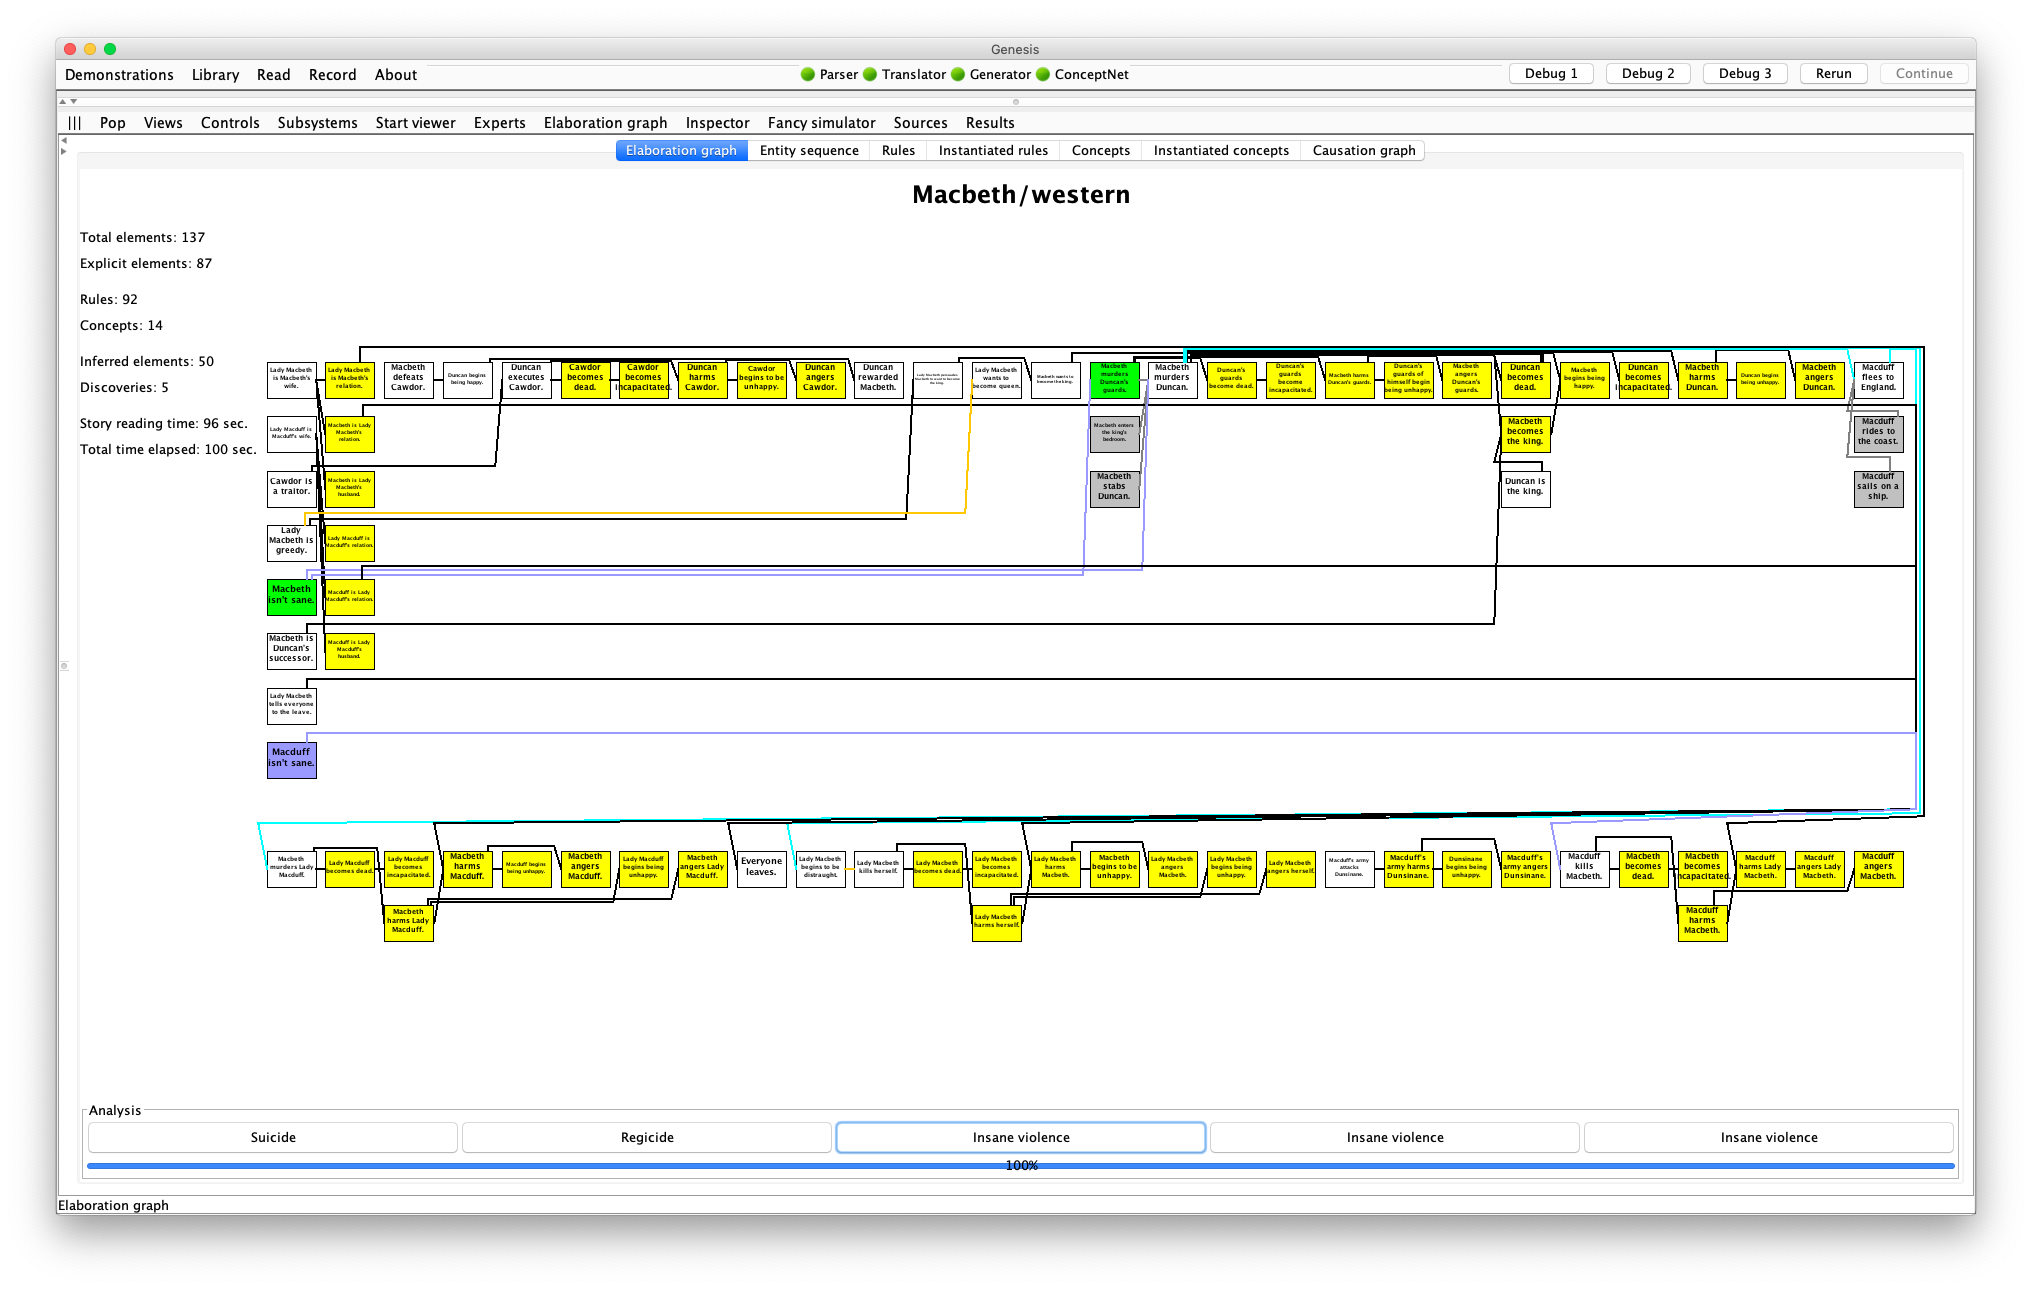 Genesis
Demonstrations Library Read Record About Parser Translator Generator ConceptNet Debug 1 Debug 2 Debug 3 Rerun Continue
Pop Views Controls Subsystems Start viewer Experts Elaboration graph Inspector Fancy simulator Sources Results
Elaboration graph Entity sequence Rules Instantiated rules Concepts Instantiated concepts Causation graph
Macbeth/western
Total elements: 137
Explicit elements: 87
Rules: 92
Concepts: 14
Inferred elements: 50
Discoveries: 5
Story reading time: 96 sec.
Total time elapsed: 100 sec.
Lady Macbeth
is Macbeth's
wife.
Lady Macbeth
is Macbeth's
relation.
Macbeth
defeats
Cawdor.
Duncan begins
being happy.
Duncan
executes
Cawdor.
Cawdor
becomes
dead.
Cawdor
becomes
incapacitated.
Duncan
harms
Cawdor.
Cawdor
begins to be
unhappy.
Duncan
angers
Cawdor.
Duncan
rewarded
Macbeth.
Lady Macbeth persuades
Macbeth to want to become
the king.
Lady Macbeth
wants to
become queen.
Macbeth wants to
become the king.
Macbeth
murders
Duncan's
guards.
Macbeth
murders
Duncan.
Duncan's
guards
become dead.
Duncan's
guards
become
incapacitated.
Macbeth harms
Duncan's guards.
Duncan's
guards of
himself begin
being unhappy.
Macbeth
angers
Duncan's
guards.
Duncan
becomes
dead.
Macbeth
begins being
happy.
Duncan
becomes
incapacitated.
Macbeth
harms
Duncan.
Duncan begins
being unhappy.
Macbeth
angers
Duncan.
Macduff
flees to
England.
Lady Macduff
is Macduff's
wife.
Macbeth is Lady
Macbeth's
relation.
Macbeth enters
the king's
bedroom.
Macbeth
becomes
the king.
Macduff
rides to
the coast.
Cawdor is
a traitor.
Macbeth is Lady
Macbeth's
husband.
Macbeth
stabs
Duncan.
Duncan is
the king.
Macduff
sails on a
ship.
Lady
Macbeth is
greedy.
Lady Macduff is
Macduff's relation.
Macbeth
isn't sane.
Macduff is Lady
Macduff's relation.
Macbeth is
Duncan's
successor.
Macduff is Lady
Macduff's
husband.
Lady Macbeth
tells everyone
to the leave.
Macduff
isn't sane.
Macbeth
murders Lady
Macduff.
Lady Macduff
becomes dead.
Lady Macduff
becomes
incapacitated.
Macbeth
harms
Macduff.
Macduff begins
being unhappy.
Macbeth
angers
Macduff.
Lady Macduff
begins being
unhappy.
Macbeth
angers Lady
Macduff.
Everyone
leaves.
Lady Macbeth
begins to be
distraught.
Lady Macbeth
kills herself.
Lady Macbeth
becomes dead.
Lady Macbeth
becomes
incapacitated.
Lady Macbeth
harms
Macbeth.
Macbeth
begins to be
unhappy.
Lady Macbeth
angers
Macbeth.
Lady Macbeth
begins being
unhappy.
Lady Macbeth
angers herself.
Macduff's army
attacks
Dunsinane.
Macduff's
army harms
Dunsinane.
Dunsinane
begins being
unhappy.
Macduff's
army angers
Dunsinane.
Macduff
kills
Macbeth.
Macbeth
becomes
dead.
Macbeth
becomes
incapacitated.
Macduff
harms Lady
Macbeth.
Macduff
angers Lady
Macbeth.
Macduff
angers
Macbeth.
Macbeth
harms Lady
Macduff.
Lady Macbeth
harms herself.
Macduff
harms
Macbeth.
Analysis
Suicide Regicide Insane violence Insane violence Insane violence
100%
Elaboration graph